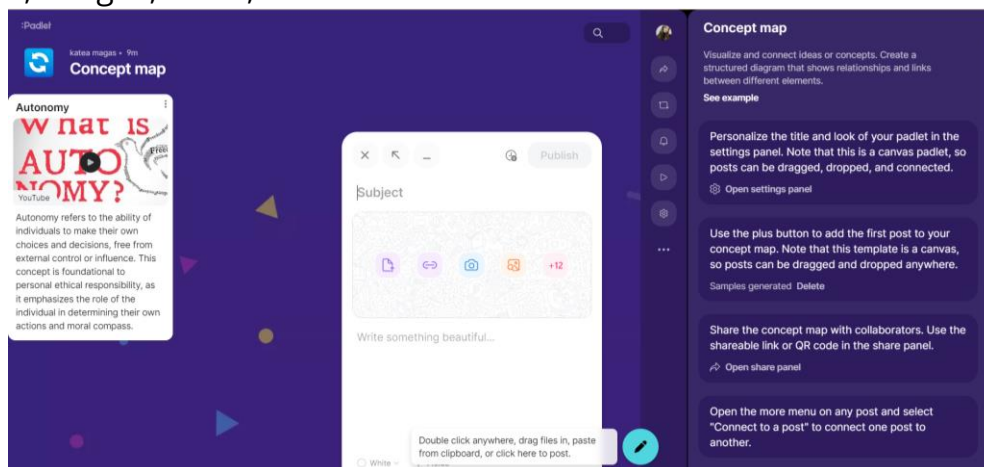 :Padlet
katea magas • 9m
Concept map
Autonomy
What is
AUTO
NOMY?
Free
YouTube
Autonomy refers to the ability of
individuals to make their own
choices and decisions, free from
external control or influence. This
concept is foundational to
personal ethical responsibility, as
it emphasizes the role of the
individual in determining their own
actions and moral compass.
Publish
Subject
+12
Write something beautiful...
Double click anywhere, drag files in, paste
from clipboard, or click here to post.
White
Concept map
Visualize and connect ideas or concepts. Create a
structured diagram that shows relationships and links
between different elements.
See example
Personalize the title and look of your padlet in the
settings panel. Note that this is a canvas padlet, so
posts can be dragged, dropped, and connected.
Open settings panel
Use the plus button to add the first post to your
concept map. Note that this template is a canvas,
so posts can be dragged and dropped anywhere.
Samples generated Delete
Share the concept map with collaborators. Use the
shareable link or QR code in the share panel.
Open share panel
Open the more menu on any post and select
"Connect to a post" to connect one post to
another.